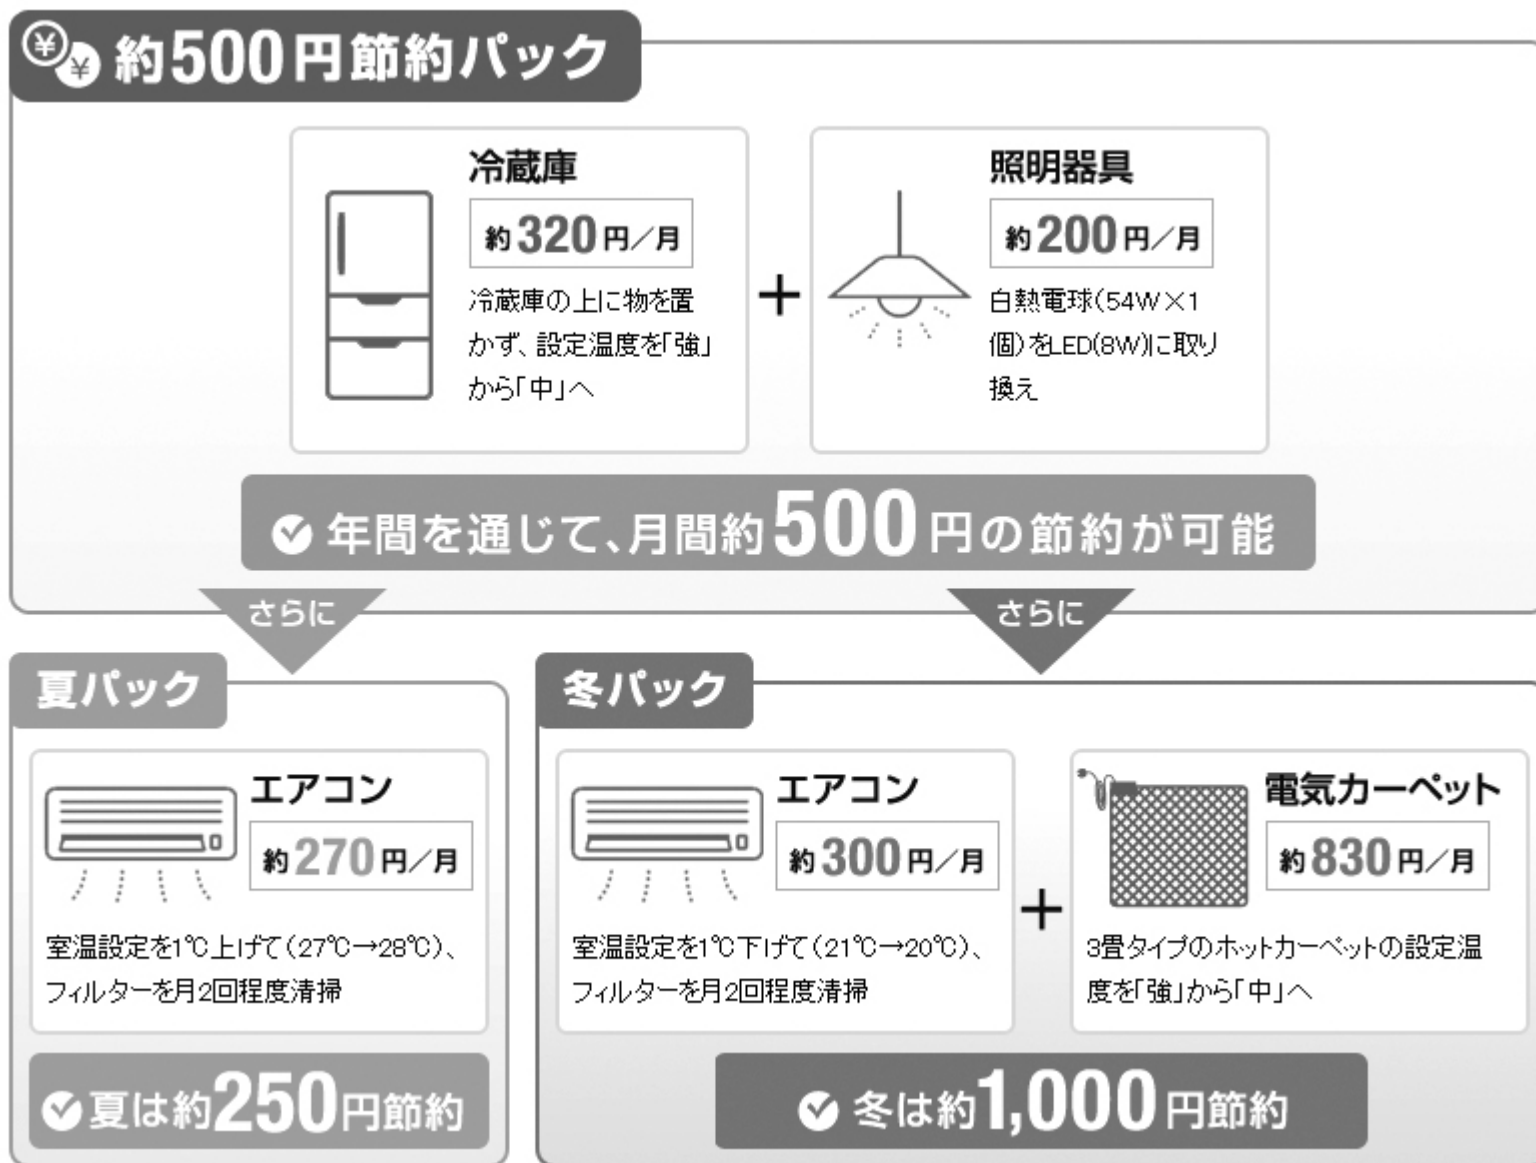 約500円節約パック
冷蔵庫
約320円／月
冷蔵庫の上に物を置
かず、設定温度を「強」
から「中」へ
+
照明器具
約200円／月
白熱電球(54W×1
個)をLED(8W)に取り
換え
年間を通じて、月間約500円の節約が可能
さらに
さらに
夏パック
エアコン
約270円／月
室温設定を1℃上げて(27℃→28℃)、
フィルターを月2回程度清掃
夏は約250円節約
冬パック
エアコン
約300円／月
室温設定を1℃下げて(21℃→20℃)、
フィルターを月2回程度清掃
+
電気カーペット
約830円／月
3畳タイプのホットカーペットの設定温
度を「強」から「中」へ
冬は約1,000円節約